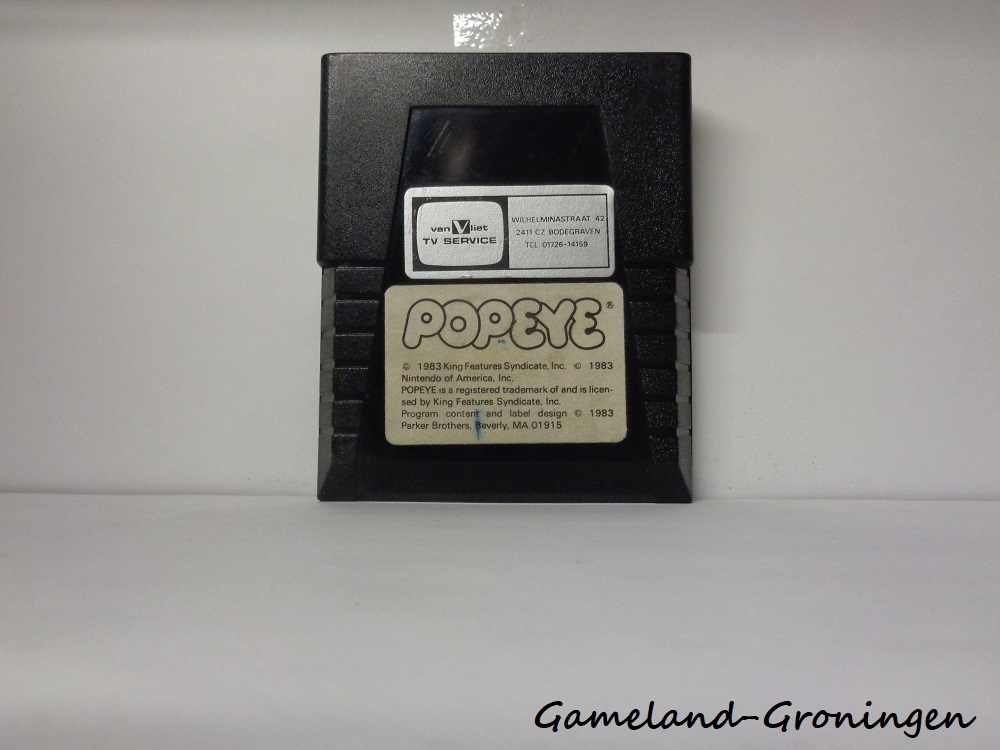 van Vliet
TV SERVICE
WILHELMINASTRAAT 42
2411 CZ BODEGRAVEN
TEL. 01726-14159
POPEYE®
© 1983 King Features Syndicate, Inc. © 1983
Nintendo of America, Inc.
POPEYE is a registered trademark of and is licen-
sed by King Features Syndicate, Inc.
Program content and label design © 1983
Parker Brothers, Beverly, MA 01915
Gameland-Groningen